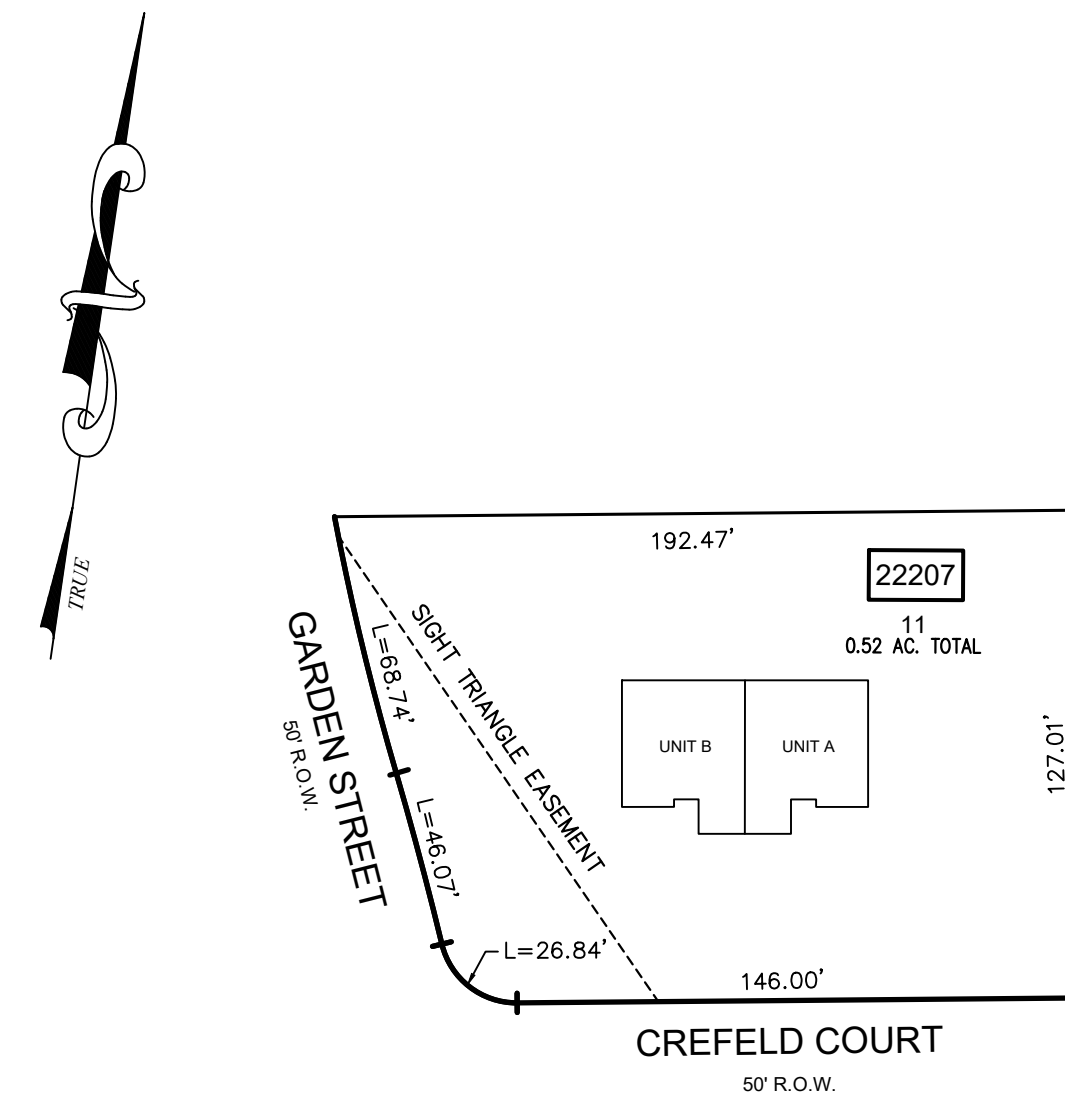 TRUE
192.47'
22207
11
0.52 AC. TOTAL
SIGHT TRIANGLE EASEMENT
L=68.74'
GARDEN STREET
50' R.O.W.
UNIT B
UNIT A
127.01'
L=46.07'
L=26.84'
146.00'
CREFELD COURT
50' R.O.W.